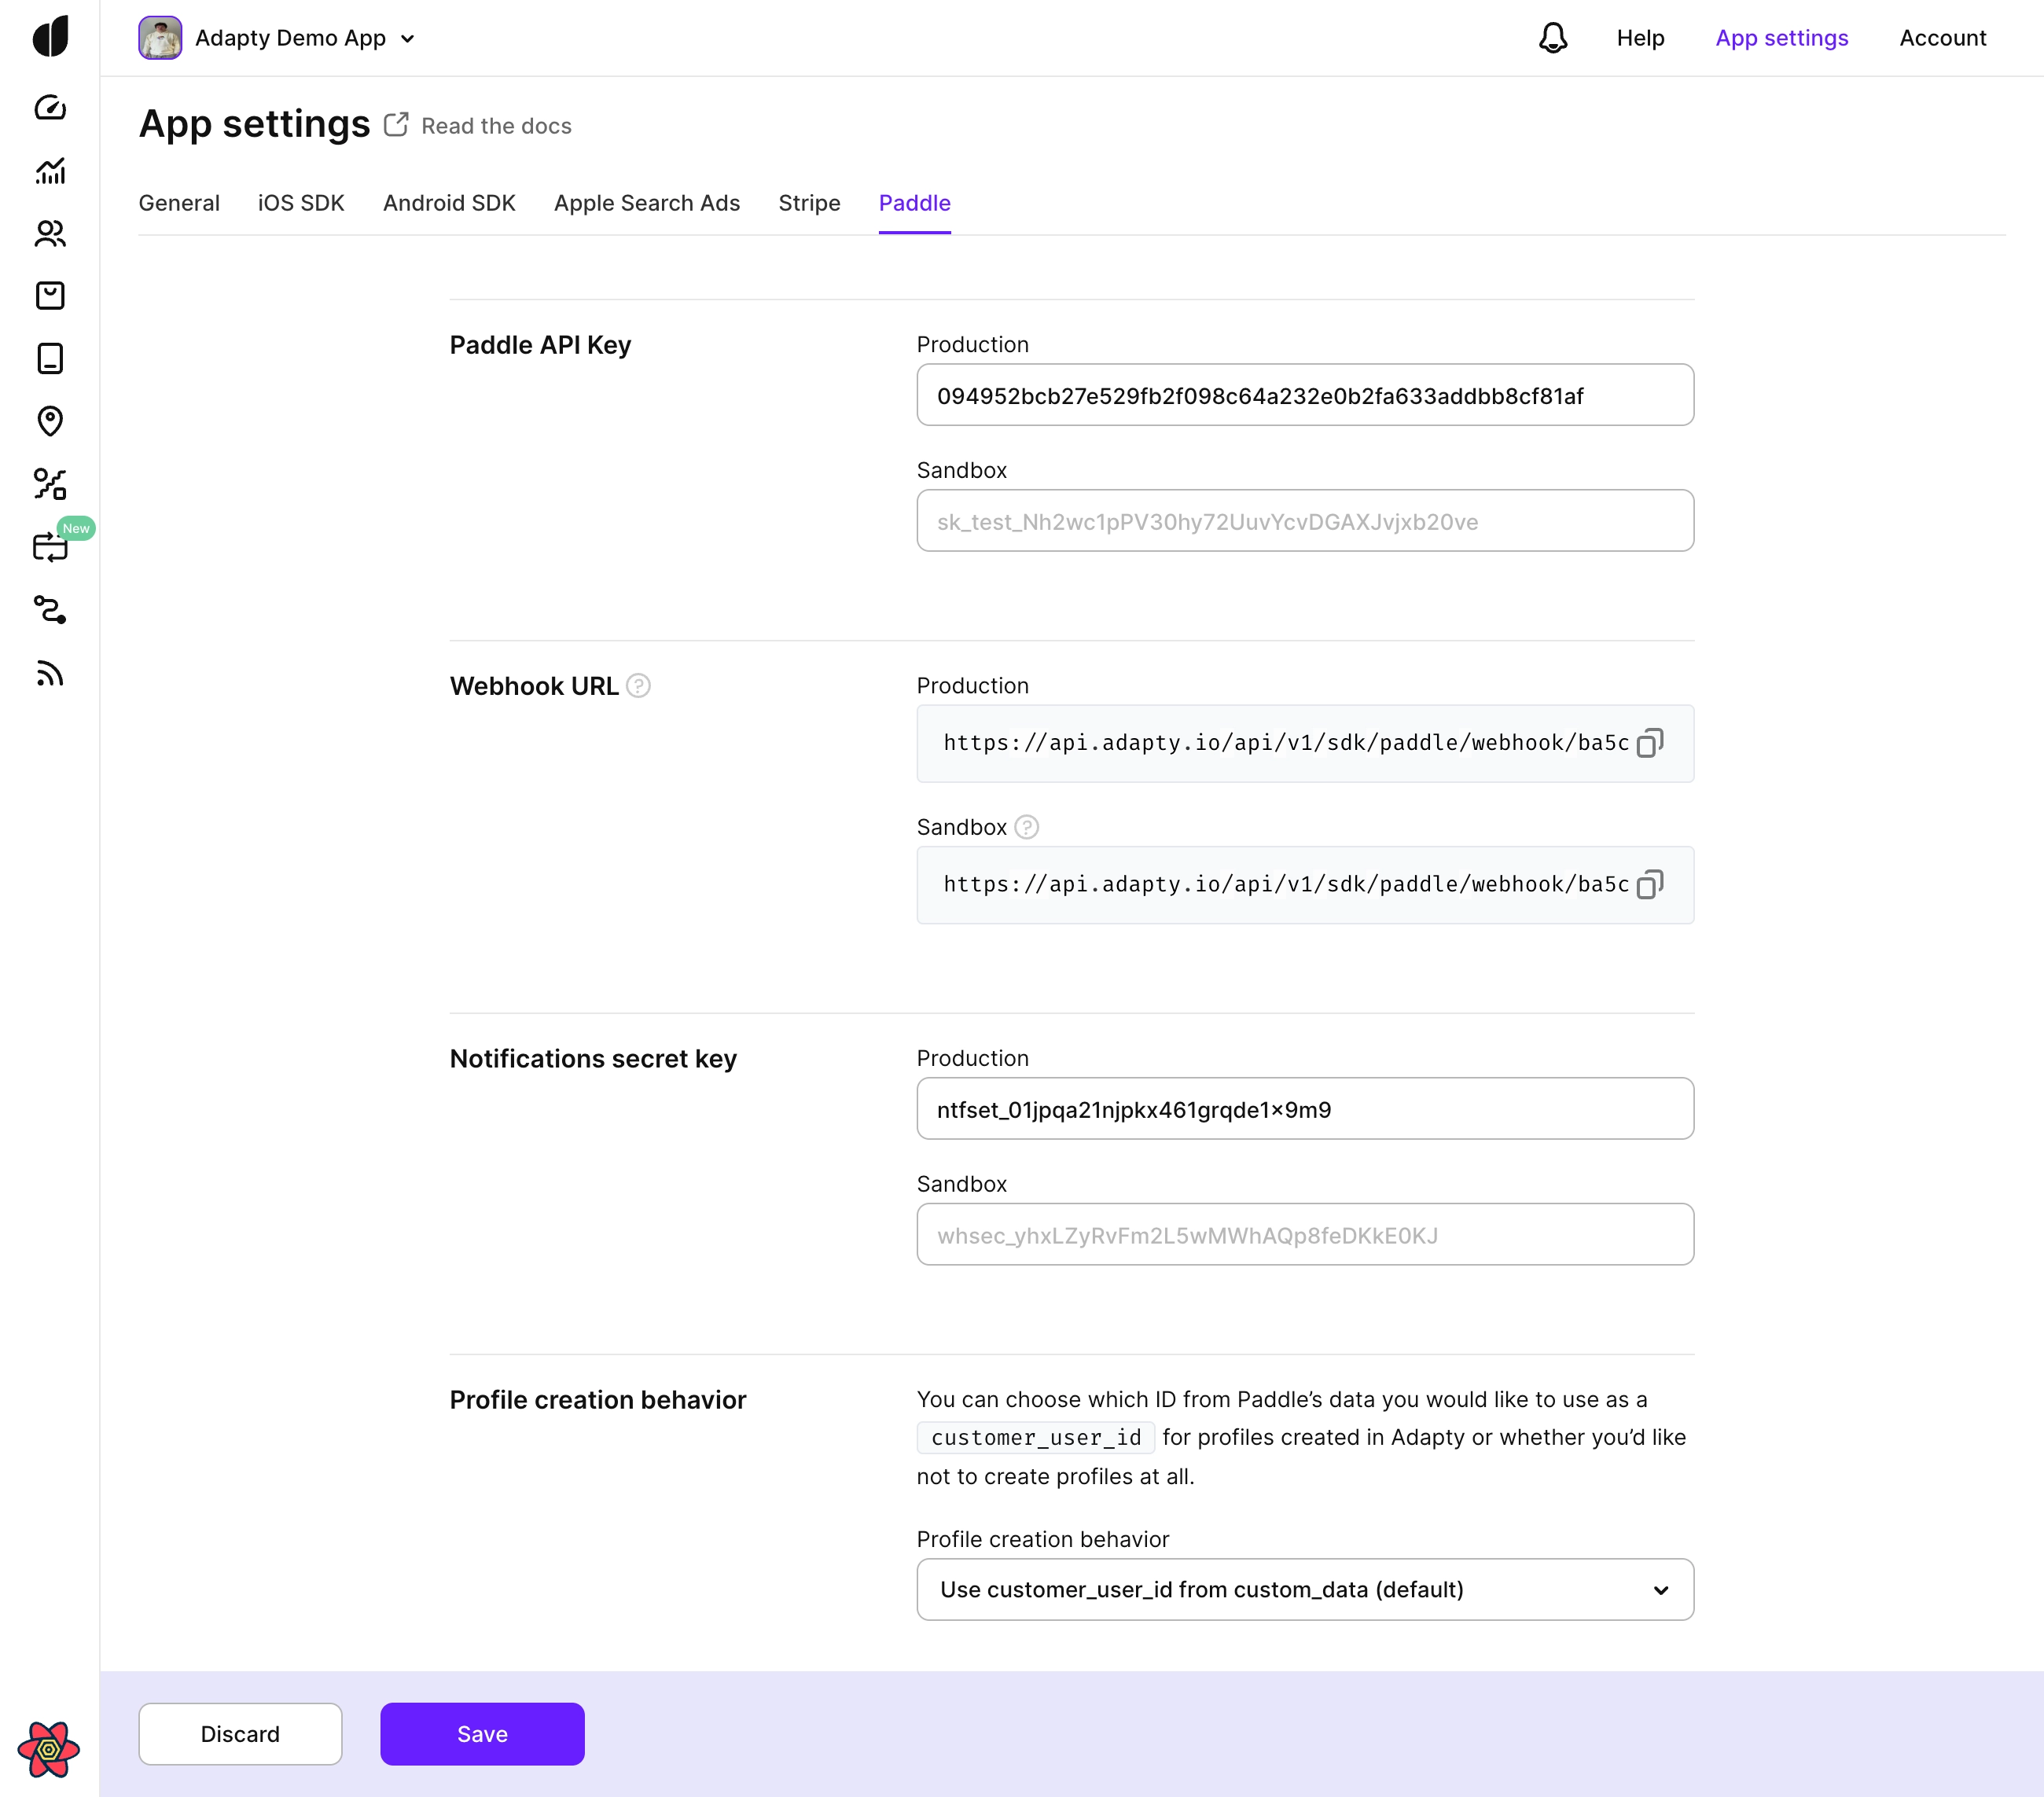 Adapty Demo App
Help
App settings
Account
App settings
Read the docs
General
iOS SDK
Android SDK
Apple Search Ads
Stripe
Paddle
Paddle API Key
Production
094952bcb27e529fb2f098c64a232e0b2fa633addbb8cf81af
Sandbox
sk_test_Nh2wc1pPV30hy72UuvYcvDGAXJvjxb20ve
New
Webhook URL
Production
https://api.adapty.io/api/v1/sdk/paddle/webhook/ba5c
Sandbox
https://api.adapty.io/api/v1/sdk/paddle/webhook/ba5c
Notifications secret key
Production
ntfset_01jpqa21njpkx461grqde1×9m9
Sandbox
whsec_yhxLZyRvFm2L5wMWhAQp8feDKkE0KJ
Profile creation behavior
You can choose which ID from Paddle’s data you would like to use as a
customer_user_id for profiles created in Adapty or whether you’d like
not to create profiles at all.
Profile creation behavior
Use customer_user_id from custom_data (default)
Discard
Save